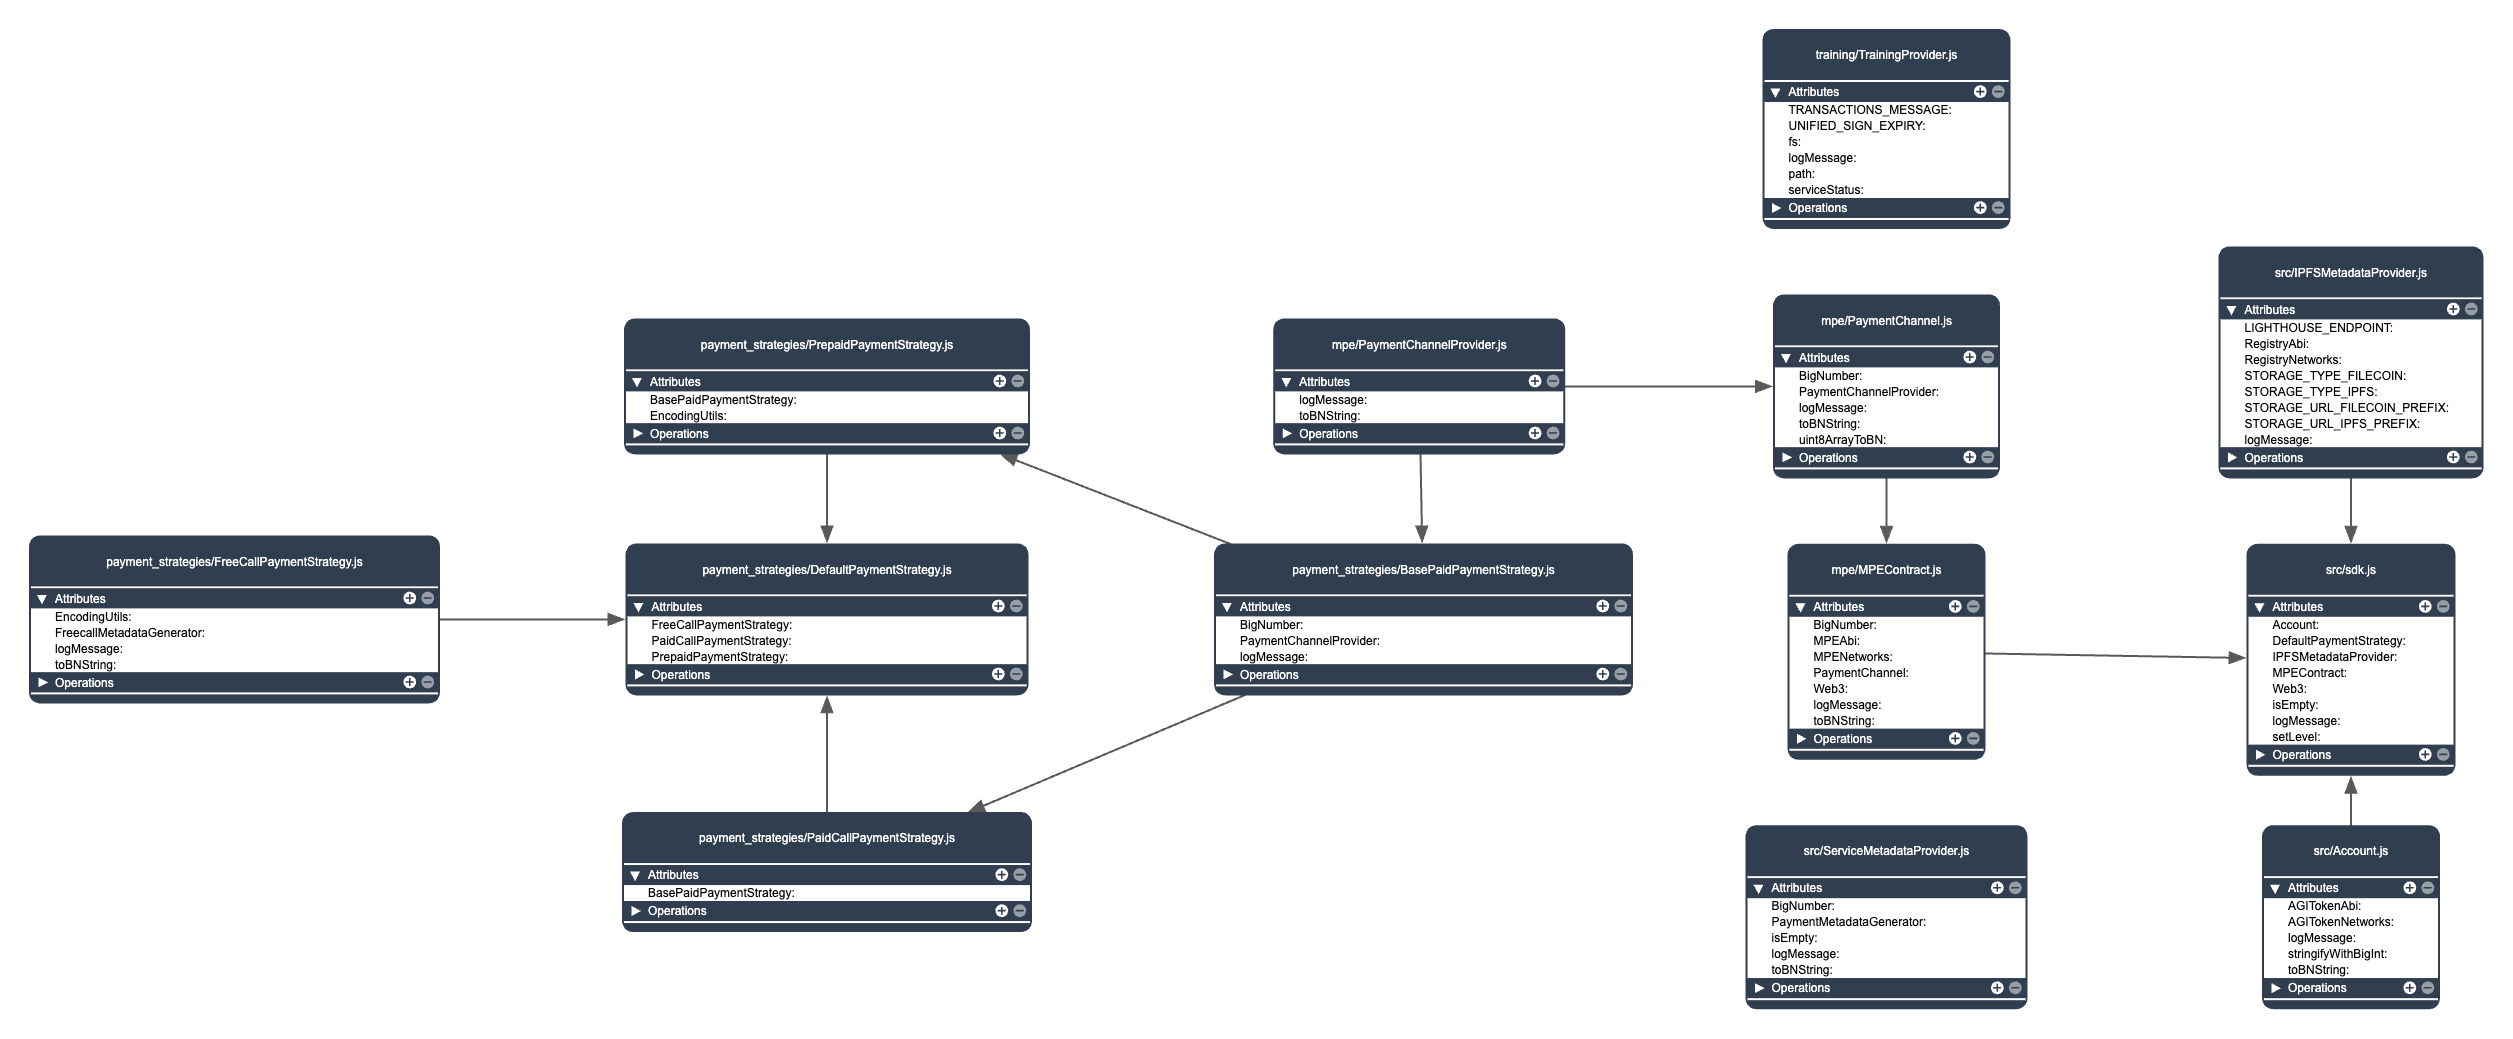 training/TrainingProvider.js
Attributes
TRANSACTIONS_MESSAGE:
UNIFIED_SIGN_EXPIRY:
fs:
logMessage:
path:
serviceStatus:
Operations
src/IPFSMetadataProvider.js
Attributes
LIGHTHOUSE_ENDPOINT:
RegistryAbi:
RegistryNetworks:
STORAGE_TYPE_FILECOIN:
STORAGE_TYPE_IPFS:
STORAGE_URL_FILECOIN_PREFIX:
STORAGE_URL_IPFS_PREFIX:
logMessage:
Operations
payment_strategies/PrepaidPaymentStrategy.js
Attributes
BasePaidPaymentStrategy:
EncodingUtils:
Operations
mpe/PaymentChannelProvider.js
Attributes
logMessage:
toBNString:
Operations
mpe/PaymentChannel.js
Attributes
BigNumber:
PaymentChannelProvider:
logMessage:
toBNString:
uint8ArrayToBN:
Operations
payment_strategies/FreeCallPaymentStrategy.js
Attributes
EncodingUtils:
FreecallMetadataGenerator:
logMessage:
toBNString:
Operations
payment_strategies/DefaultPaymentStrategy.js
Attributes
FreeCallPaymentStrategy:
PaidCallPaymentStrategy:
PrepaidPaymentStrategy:
Operations
payment_strategies/BasePaidPaymentStrategy.js
Attributes
BigNumber:
PaymentChannelProvider:
logMessage:
Operations
mpe/MPEContract.js
Attributes
BigNumber:
MPEAbi:
MPENetworks:
PaymentChannel:
Web3:
logMessage:
toBNString:
Operations
src/sdk.js
Attributes
Account:
DefaultPaymentStrategy:
IPFSMetadataProvider:
MPEContract:
Web3:
isEmpty:
logMessage:
setLevel:
Operations
payment_strategies/PaidCallPaymentStrategy.js
Attributes
BasePaidPaymentStrategy:
Operations
src/ServiceMetadataProvider.js
Attributes
BigNumber:
PaymentMetadataGenerator:
isEmpty:
logMessage:
toBNString:
Operations
src/Account.js
Attributes
AGITokenAbi:
AGITokenNetworks:
logMessage:
stringifyWithBigInt:
toBNString:
Operations